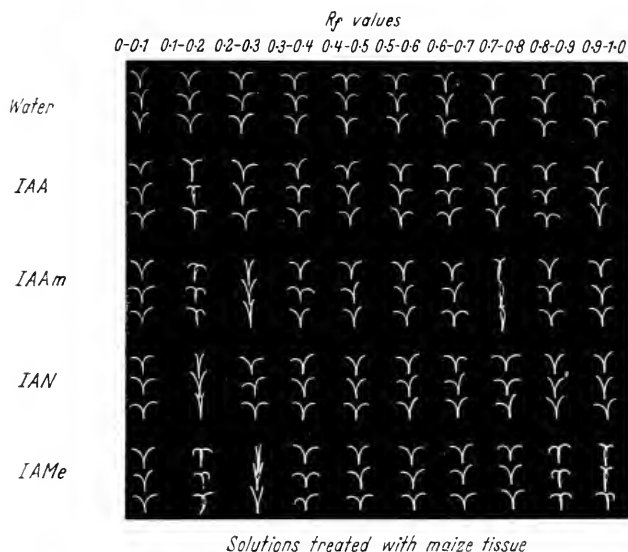 Rf values
0-0·1 0·1-0·2 0·2-0·3 0·3-0·4 0·4-0·5 0·5-0·6 0·6-0·7 0·7-0·8 0·8-0·9 0·9-1·0
Water
IAA
IAAm
IAN
IAMe
Solutions treated with maize tissue